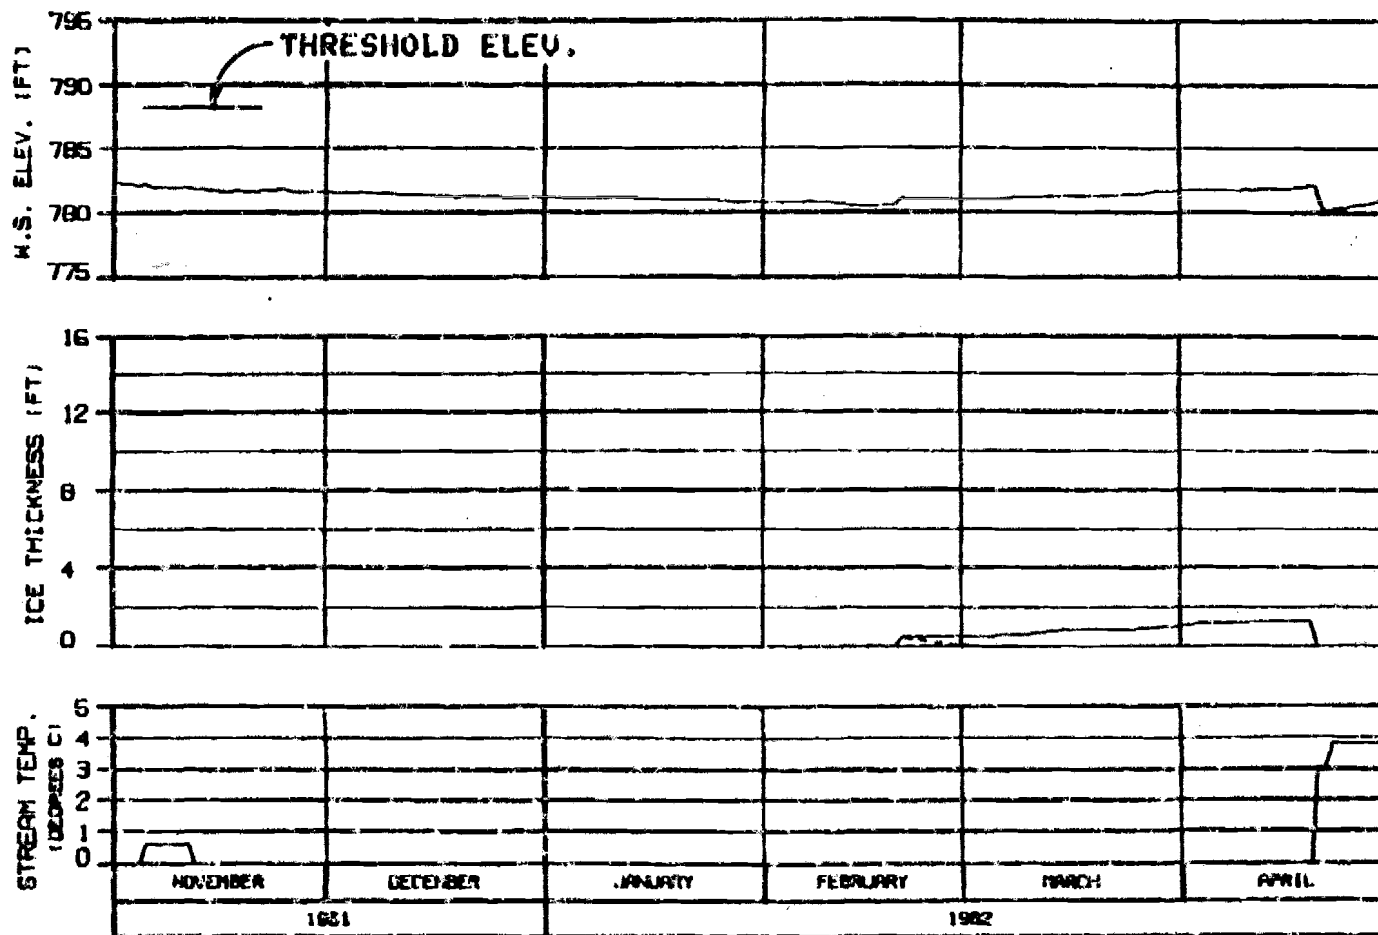 795
THRESHOLD ELEV.
790
785
780
775
W.S. ELEV. (FT)
16
12
8
4
0
ICE THICKNESS (FT)
5
4
3
2
1
0
STREAM TEMP.
(DEGREES C)
NOVEMBER DECEMBER JANUARY FEBRUARY MARCH APRIL
1981 1982